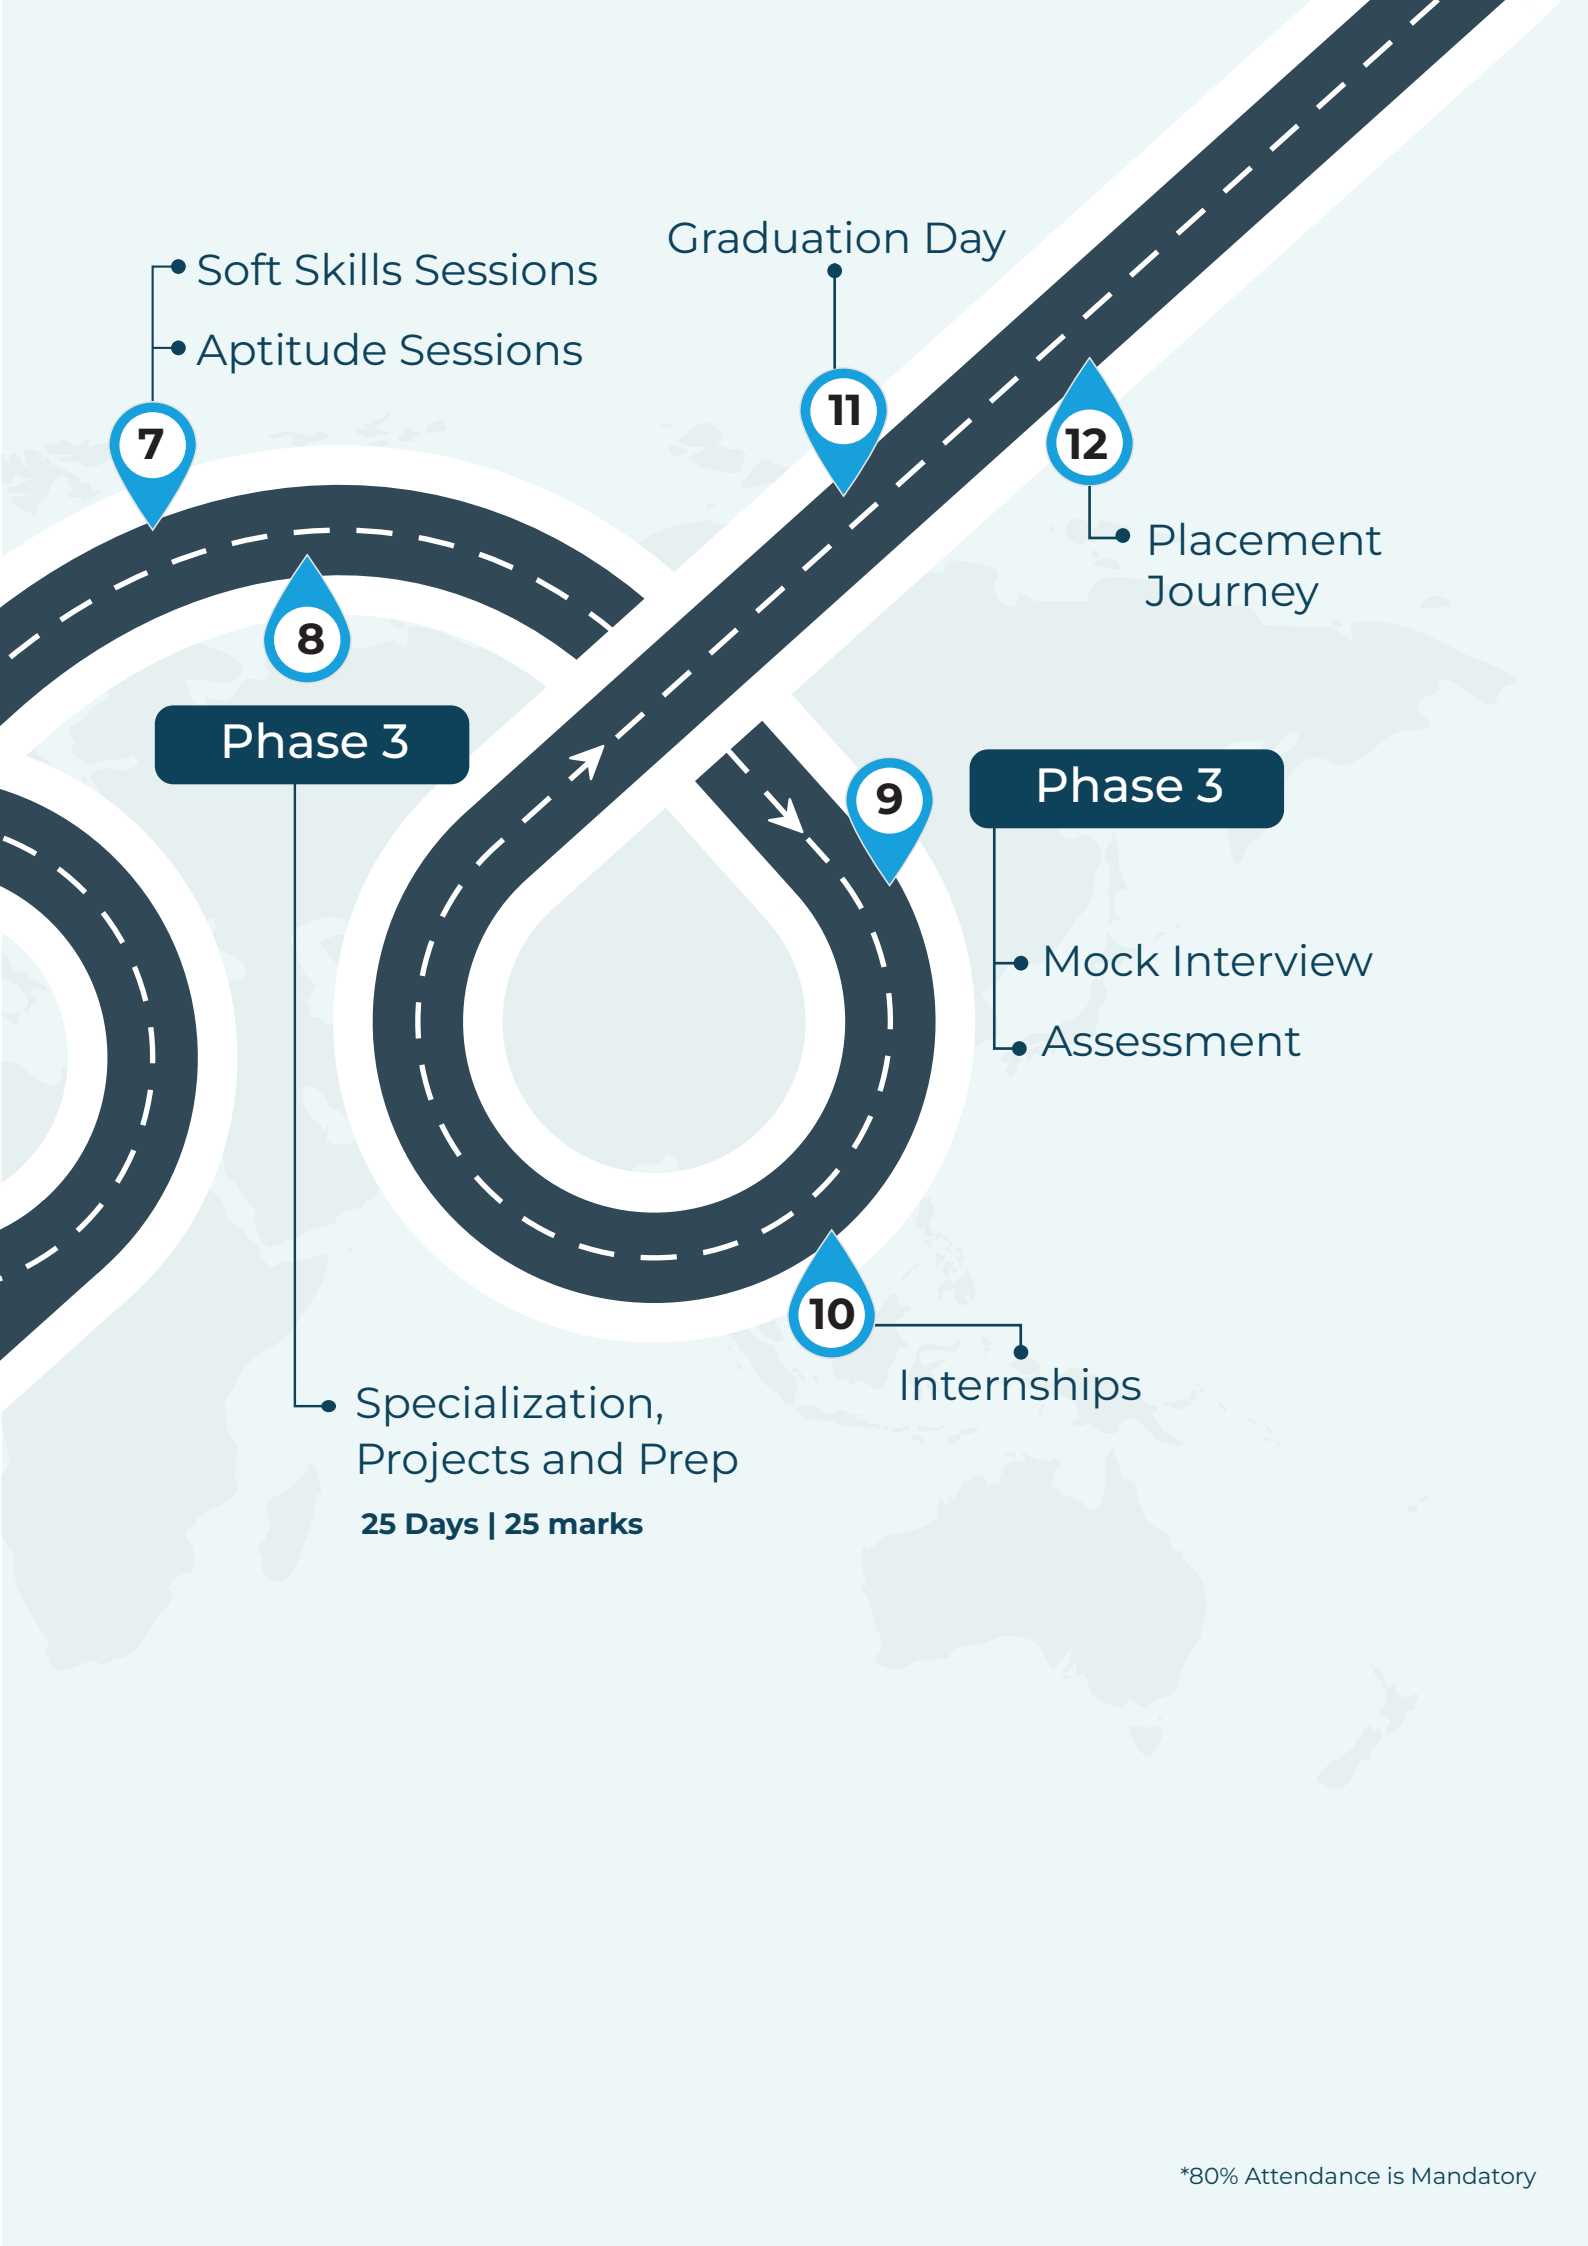 Graduation Day
Soft Skills Sessions
Aptitude Sessions
7
11
12
Placement
Journey
8
Phase 3
9
Phase 3
Mock Interview
Assessment
10
Internships
Specialization,
Projects and Prep
25 Days | 25 marks
*80% Attendance is Mandatory